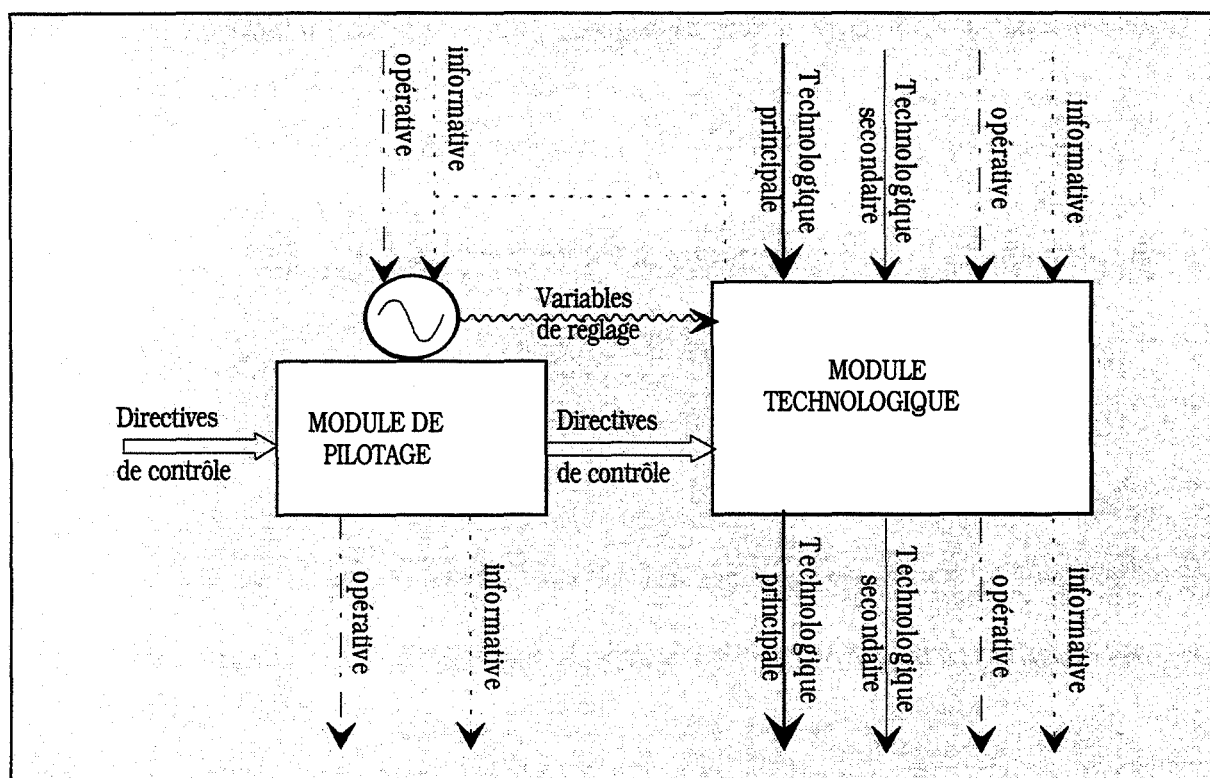 opérative
informative
Technologique
principale
Technologique
secondaire
opérative
informative
Variables
de réglage
MODULE
TECHNOLOGIQUE
Directives
de contrôle
MODULE DE
PILOTAGE
Directives
de contrôle
opérative
informative
Technologique
principale
Technologique
secondaire
opérative
informative